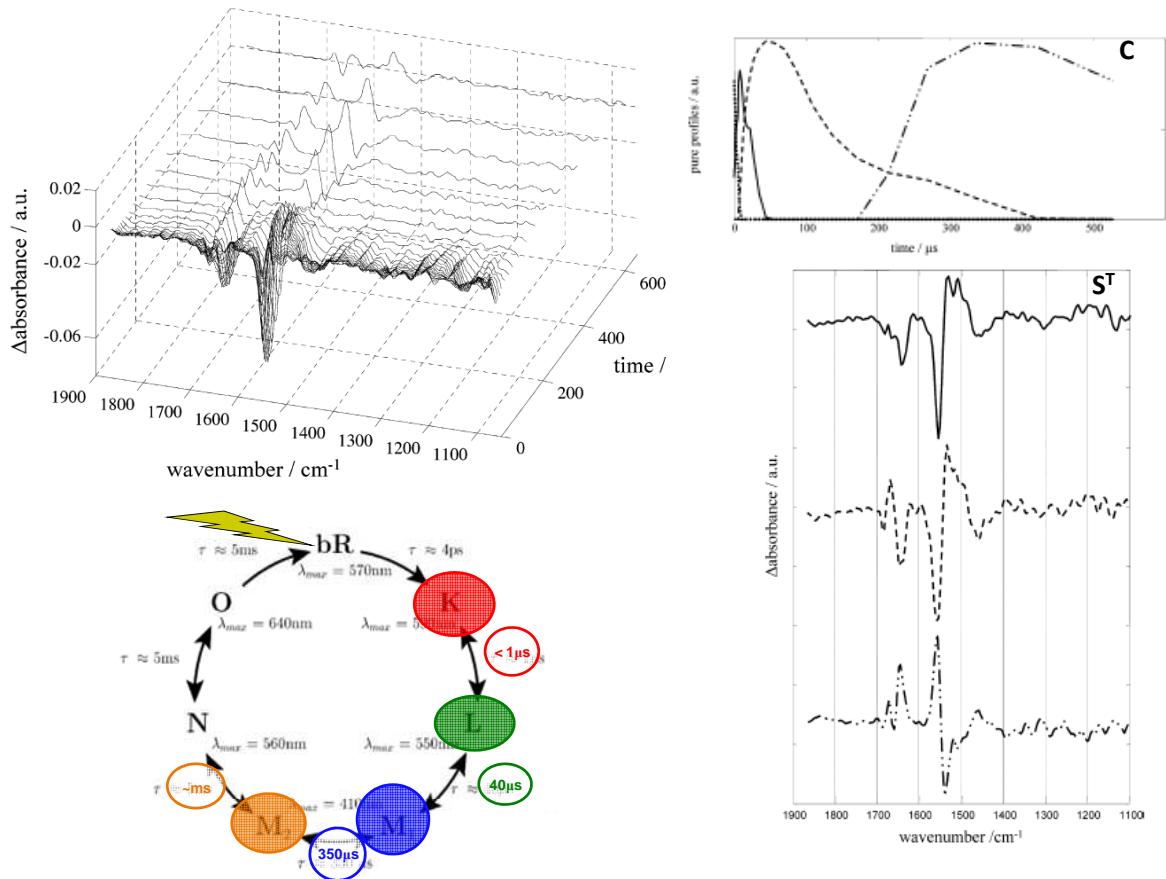 0.02
0
-0.02
-0.06
Δabsorbance / a.u.
1900
1800
1700
1600
1500
1400
1300
1200
1100
wavenumber / cm-1
0
200
400
600
time /
C
pure profiles / a.u.
0
100
200
300
400
500
time / μs
ST
Δabsorbance / a.u.
1900
1800
1700
1600
1500
1400
1300
1200
1100
wavenumber /cm-1
τ ≈ 5ms
bR
τ ≈ 4ps
λmax = 570nm
O
K
λmax = 640nm
λmax =
τ ≈ 5ms
< 1μs
N
L
λmax = 560nm
λmax = 550nm
τ
~ms
τ ≈
40μs
410
M2
M
350μs
τ